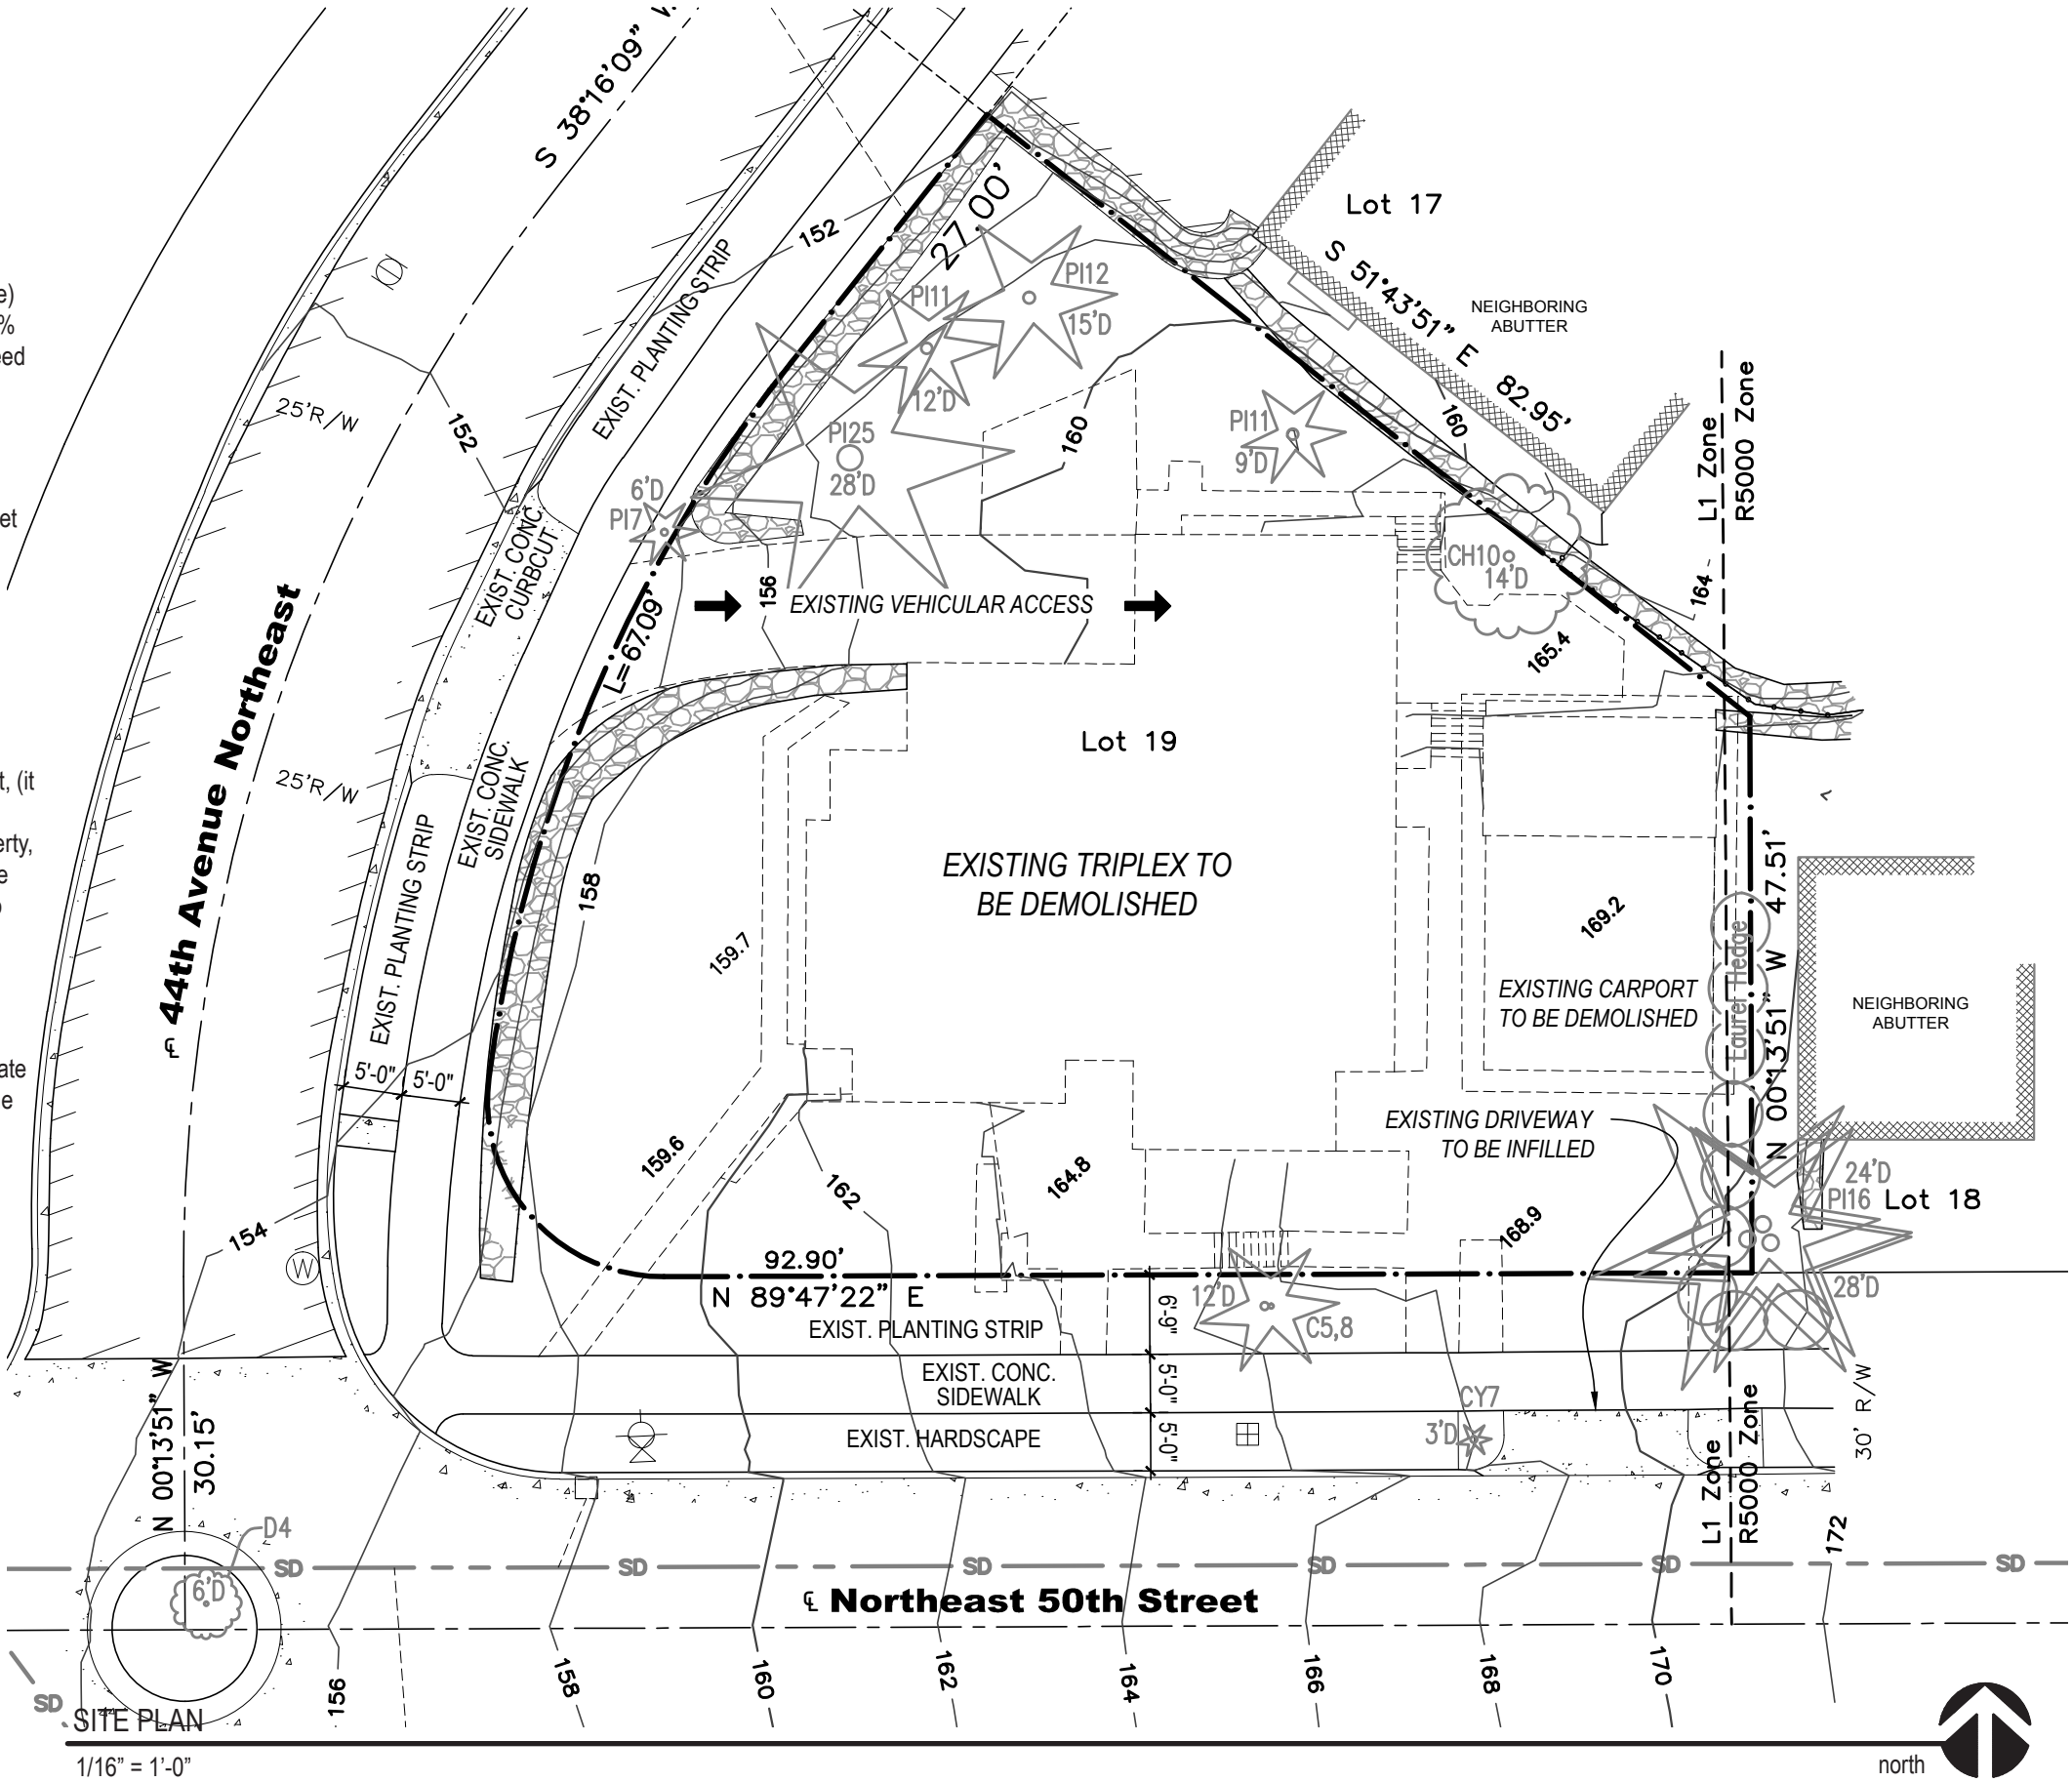 S 38°16'09" W
e)
%
eed
et
t, (it
erty,
e
ate
e
Lot 17
152
27.00'
EXIST. PLANTING STRIP
PI12
15'D
PI11
12'D
S 51°43'51" E 82.95'
NEIGHBORING
ABUTTER
L1 Zone
R5000 Zone
25'R/W
152
PI25
28'D
160
PI11
9'D
160
6'D
PI7
EXIST. CONC.
CURBCUT
CH10
14'D
164
156
EXISTING VEHICULAR ACCESS
L=67.09'
165.4
44th Avenue Northeast
25'R/W
EXIST. CONC.
SIDEWALK
Lot 19
EXIST. PLANTING STRIP
158
EXISTING TRIPLEX TO
BE DEMOLISHED
159.7
169.2
EXISTING CARPORT
TO BE DEMOLISHED
Laurel Hedge
N 00°13'51" W 47.51'
NEIGHBORING
ABUTTER
5'-0"
5'-0"
EXISTING DRIVEWAY
TO BE INFILLED
159.6
162
164.8
168.9
24'D
PI16
Lot 18
154
W
92.90'
N 89°47'22" E
12'D
C5,8
28'D
6'-9"
EXIST. PLANTING STRIP
EXIST. CONC.
SIDEWALK
5'-0"
EXIST. HARDSCAPE
5'-0"
CY7
3'D
30' R/W
L1 Zone
R5000 Zone
N 00°13'51" W
30.15'
D4
6'D
SD
SD
SD
SD
SD
SD
172
℄ Northeast 50th Street
SD
156
158
160
162
164
166
168
170
SITE PLAN
1/16" = 1'-0"
north